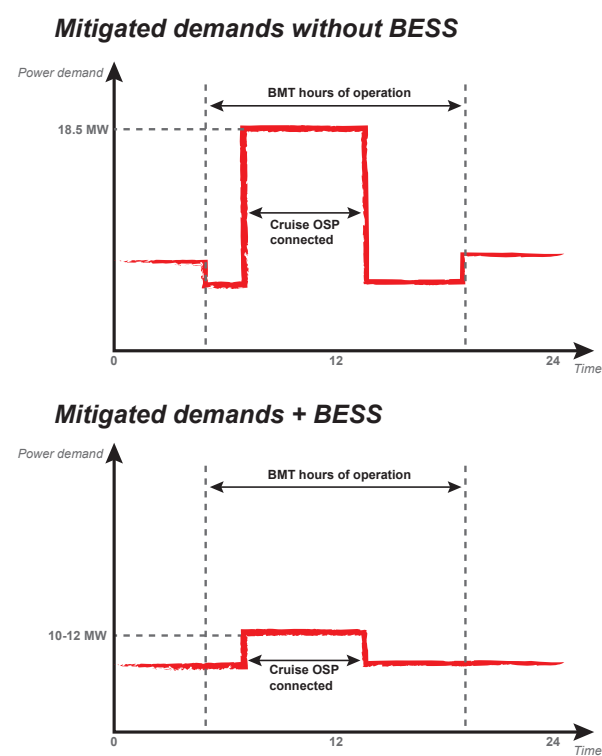 Mitigated demands without BESS
Power demand
BMT hours of operation
18.5 MW
Cruise OSP
connected
0
12
24
Time
Mitigated demands + BESS
Power demand
BMT hours of operation
10-12 MW
Cruise OSP
connected
0
12
24
Time